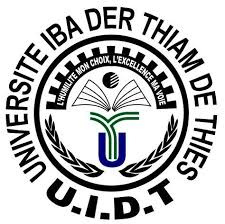 UNIVERSITE IBA DER THIAM DE THIES
L'HUMILITE MON CHOIX, L'EXCELLENCE MA VOIE
U.I.D.T